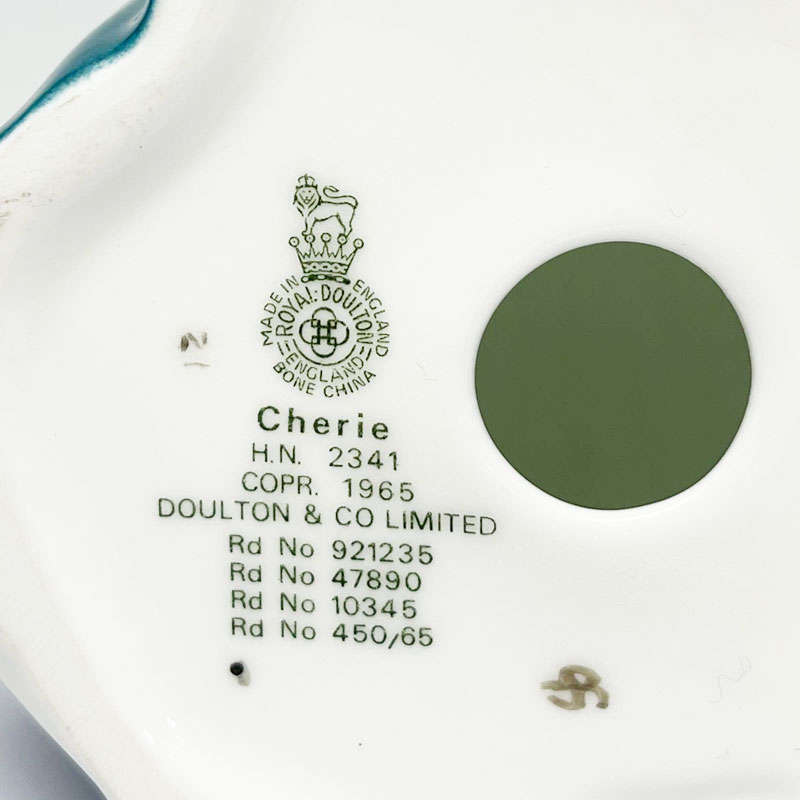 MADE IN ENGLAND
ROYAL·DOULTON
ENGLAND
BONE CHINA
Cherie
H.N. 2341
COPR. 1965
DOULTON & CO LIMITED
Rd No 921235
Rd No 47890
Rd No 10345
Rd No 450/65